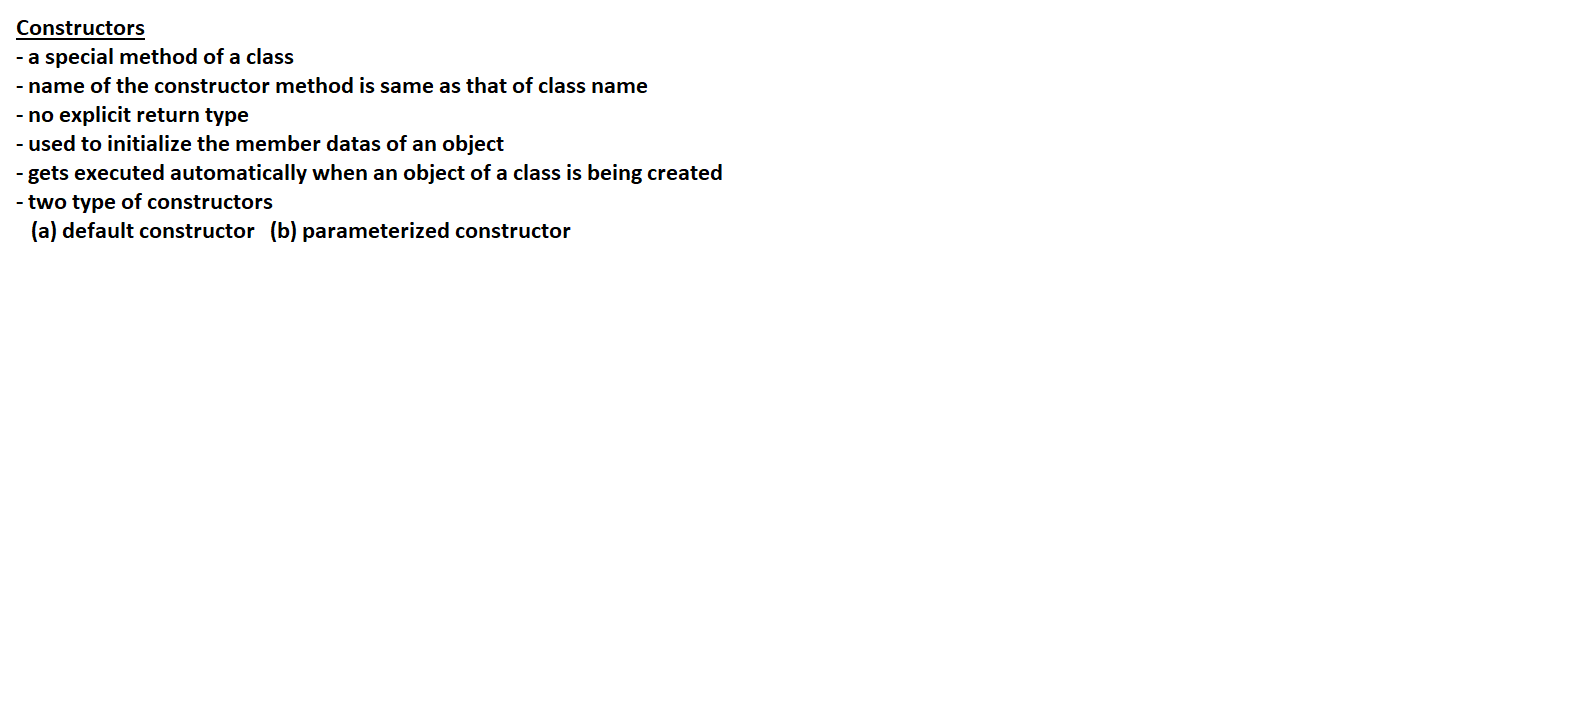 Constructors
- a special method of a class
- name of the constructor method is same as that of class name
- no explicit return type
- used to initialize the member datas of an object
- gets executed automatically when an object of a class is being created
- two type of constructors
(a) default constructor (b) parameterized constructor